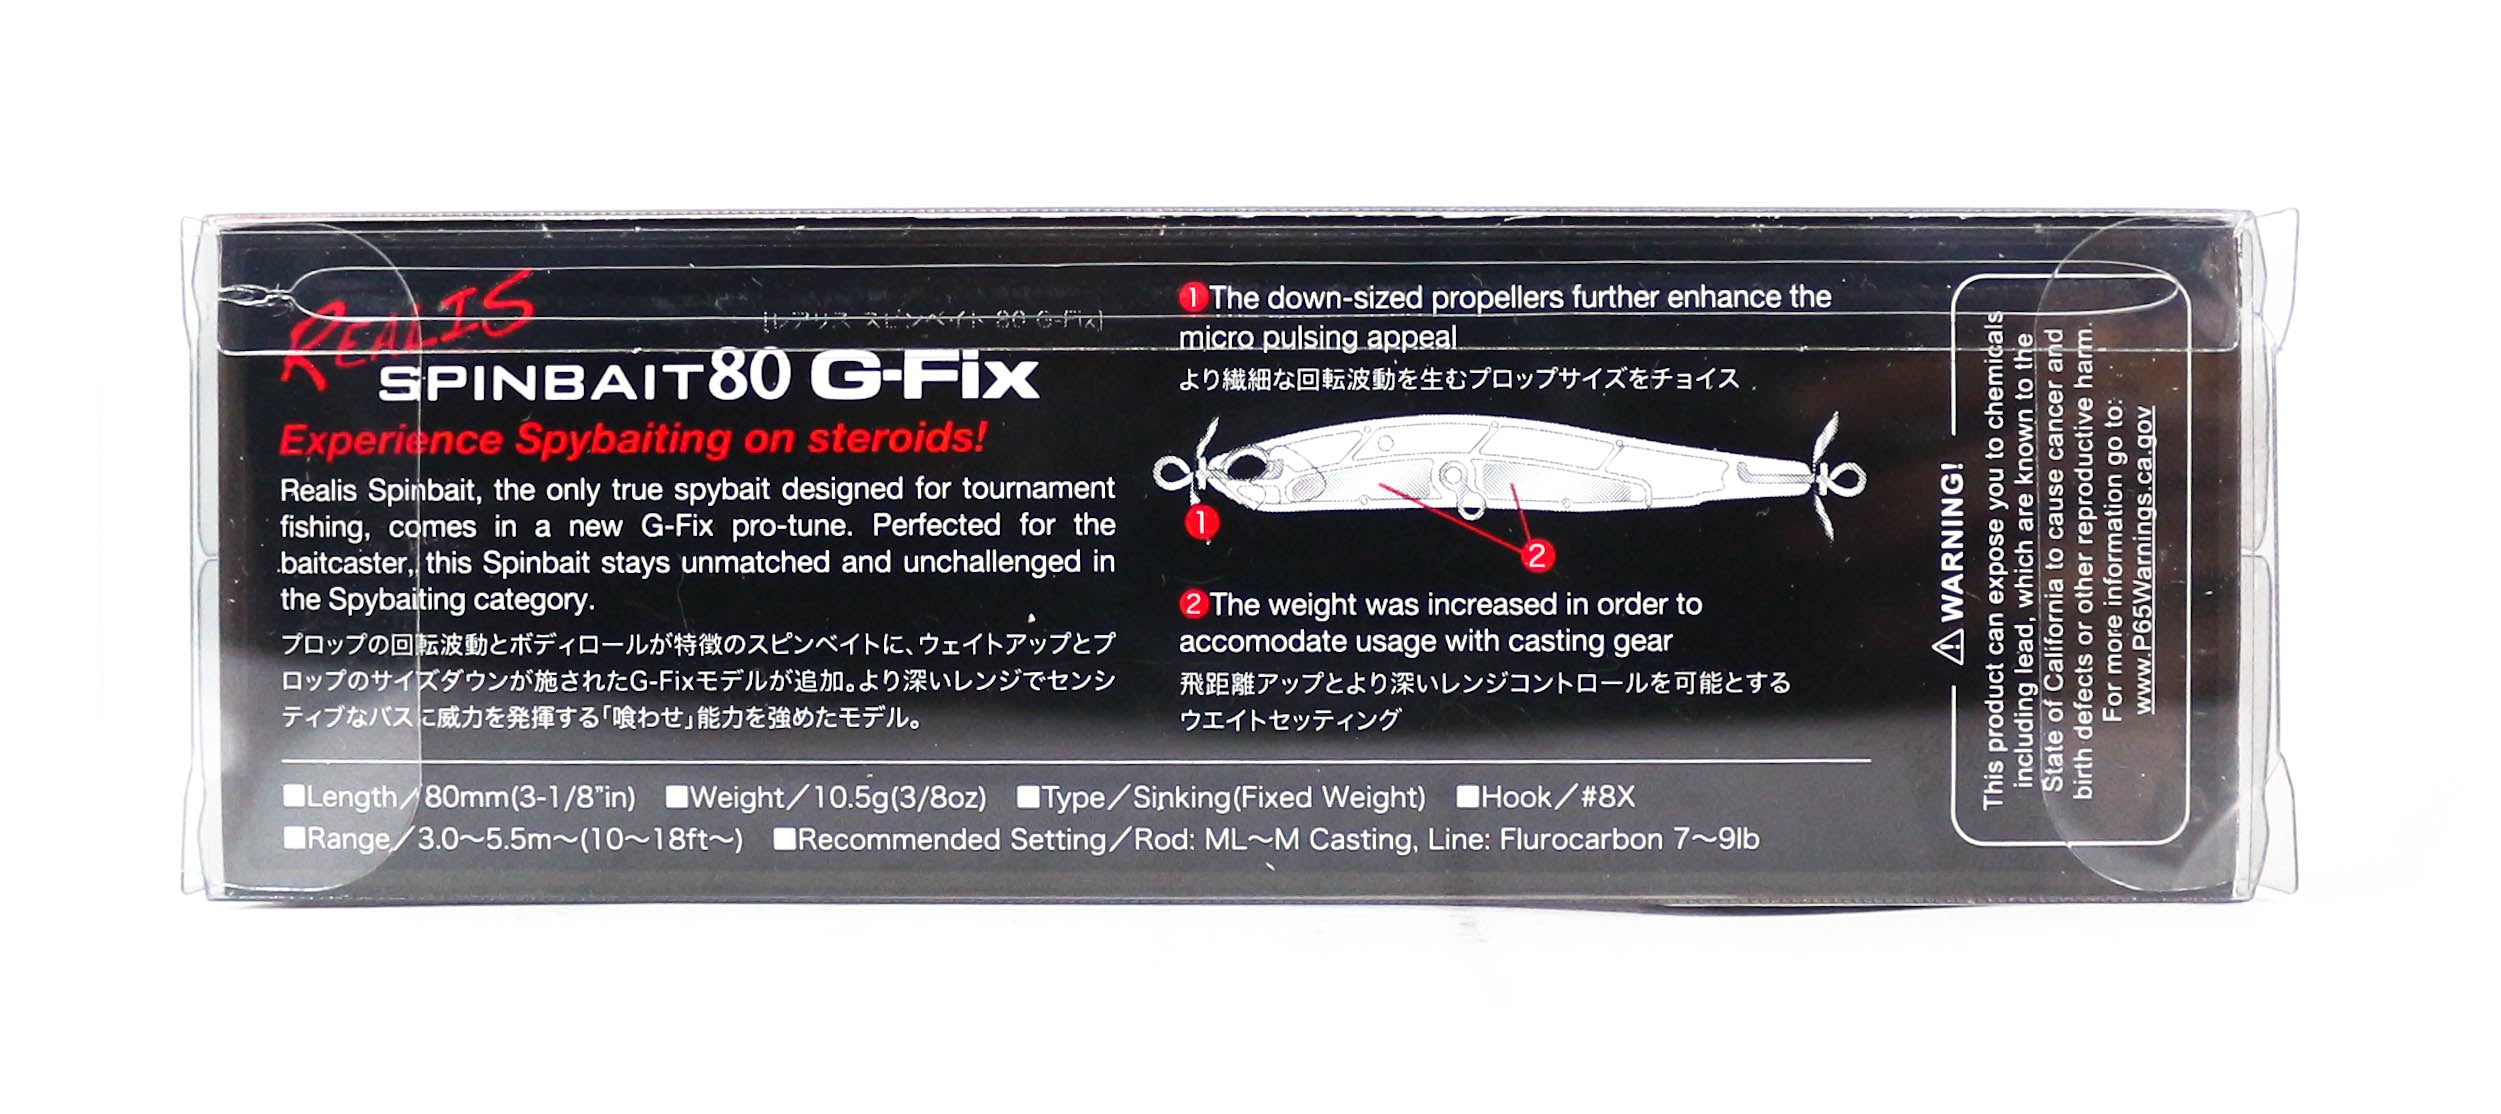 REALIS
[レアリス スピンベイト 80 G-Fix]
SPINBAIT80 G-Fix
Experience Spybaiting on steroids!
Realis Spinbait, the only true spybait designed for tournament
fishing, comes in a new G-Fix pro-tune. Perfected for the
baitcaster, this Spinbait stays unmatched and unchallenged in
the Spybaiting category.
プロップの回転波動とボディロールが特徴のスピンベイトに、ウェイトアップとプ
ロップのサイズダウンが施されたG-Fixモデルが追加。より深いレンジでセンシ
ティブなバスに威力を発揮する「喰わせ」能力を強めたモデル。
1The down-sized propellers further enhance the
micro pulsing appeal
より繊細な回転波動を生むプロップサイズをチョイス
1
2
2The weight was increased in order to
accomodate usage with casting gear
飛距離アップとより深いレンジコントロールを可能とする
ウエイトセッティング
■Length／80mm(3-1/8"in) ■Weight／10.5g(3/8oz) ■Type／Sinking(Fixed Weight) ■Hook／#8X
■Range／3.0〜5.5m〜(10〜18ft〜) ■Recommended Setting／Rod: ML〜M Casting, Line: Flurocarbon 7〜9lb
⚠WARNING!
This product can expose you to chemicals
including lead, which are known to the
State of California to cause cancer and
birth defects or other reproductive harm.
For more information go to:
www.P65Warnings.ca.gov